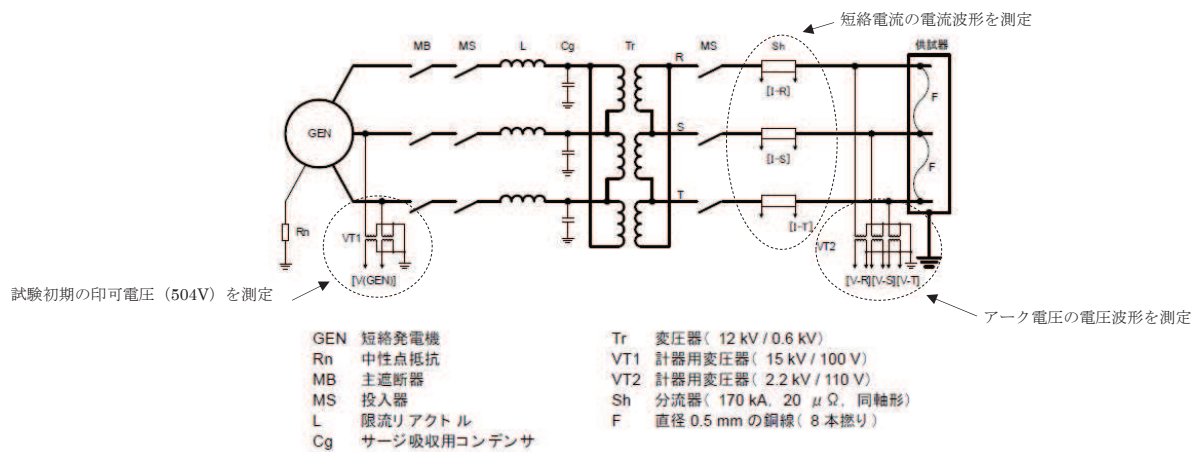 短絡電流の電流波形を測定
MB MS L Cg Tr R MS Sh 供試器
[I-R]
F
GEN S
[I-S]
F
T
Rn VT1 [I-T] VT2
[V(GEN)] [V-R][V-S][V-T]
試験初期の印可電圧（504V）を測定
アーク電圧の電圧波形を測定
GEN 短絡発電機
Rn 中性点抵抗
MB 主遮断器
MS 投入器
L 限流リアクトル
Cg サージ吸収用コンデンサ
Tr 変圧器( 12 kV / 0.6 kV)
VT1 計器用変圧器( 15 kV / 100 V)
VT2 計器用変圧器( 2.2 kV / 110 V)
Sh 分流器( 170 kA, 20 μΩ, 同軸形)
F 直径 0.5 mm の銅線( 8 本撚り)